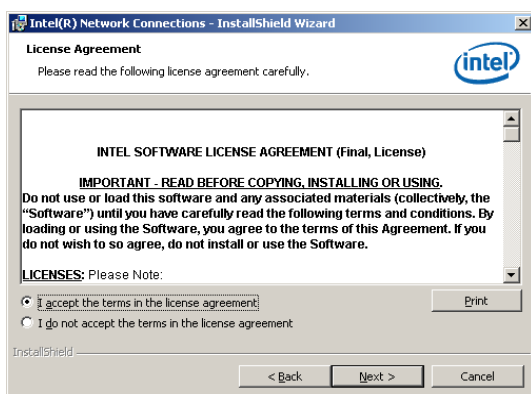 Intel(R) Network Connections - InstallShield Wizard
License Agreement
Please read the following license agreement carefully.
intel
INTEL SOFTWARE LICENSE AGREEMENT (Final, License)
IMPORTANT - READ BEFORE COPYING, INSTALLING OR USING.
Do not use or load this software and any associated materials (collectively, the
“Software”) until you have carefully read the following terms and conditions. By
loading or using the Software, you agree to the terms of this Agreement. If you
do not wish to so agree, do not install or use the Software.
LICENSES: Please Note:
I accept the terms in the license agreement
Print
I do not accept the terms in the license agreement
InstallShield
< Back
Next >
Cancel